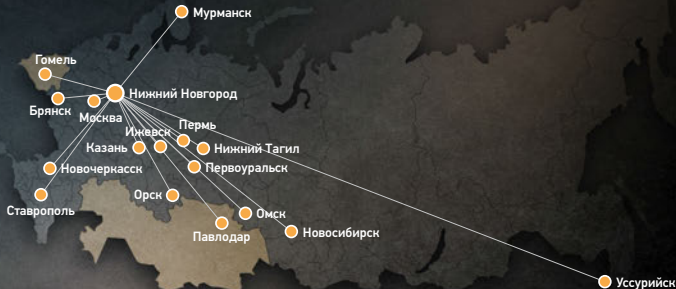 Мурманск
Гомель
Нижний Новгород
Брянск
Москва
Пермь
Ижевск
Казань
Нижний Тагил
Новочеркасск
Первоуральск
Орск
Ставрополь
Омск
Павлодар
Новосибирск
Уссурийск